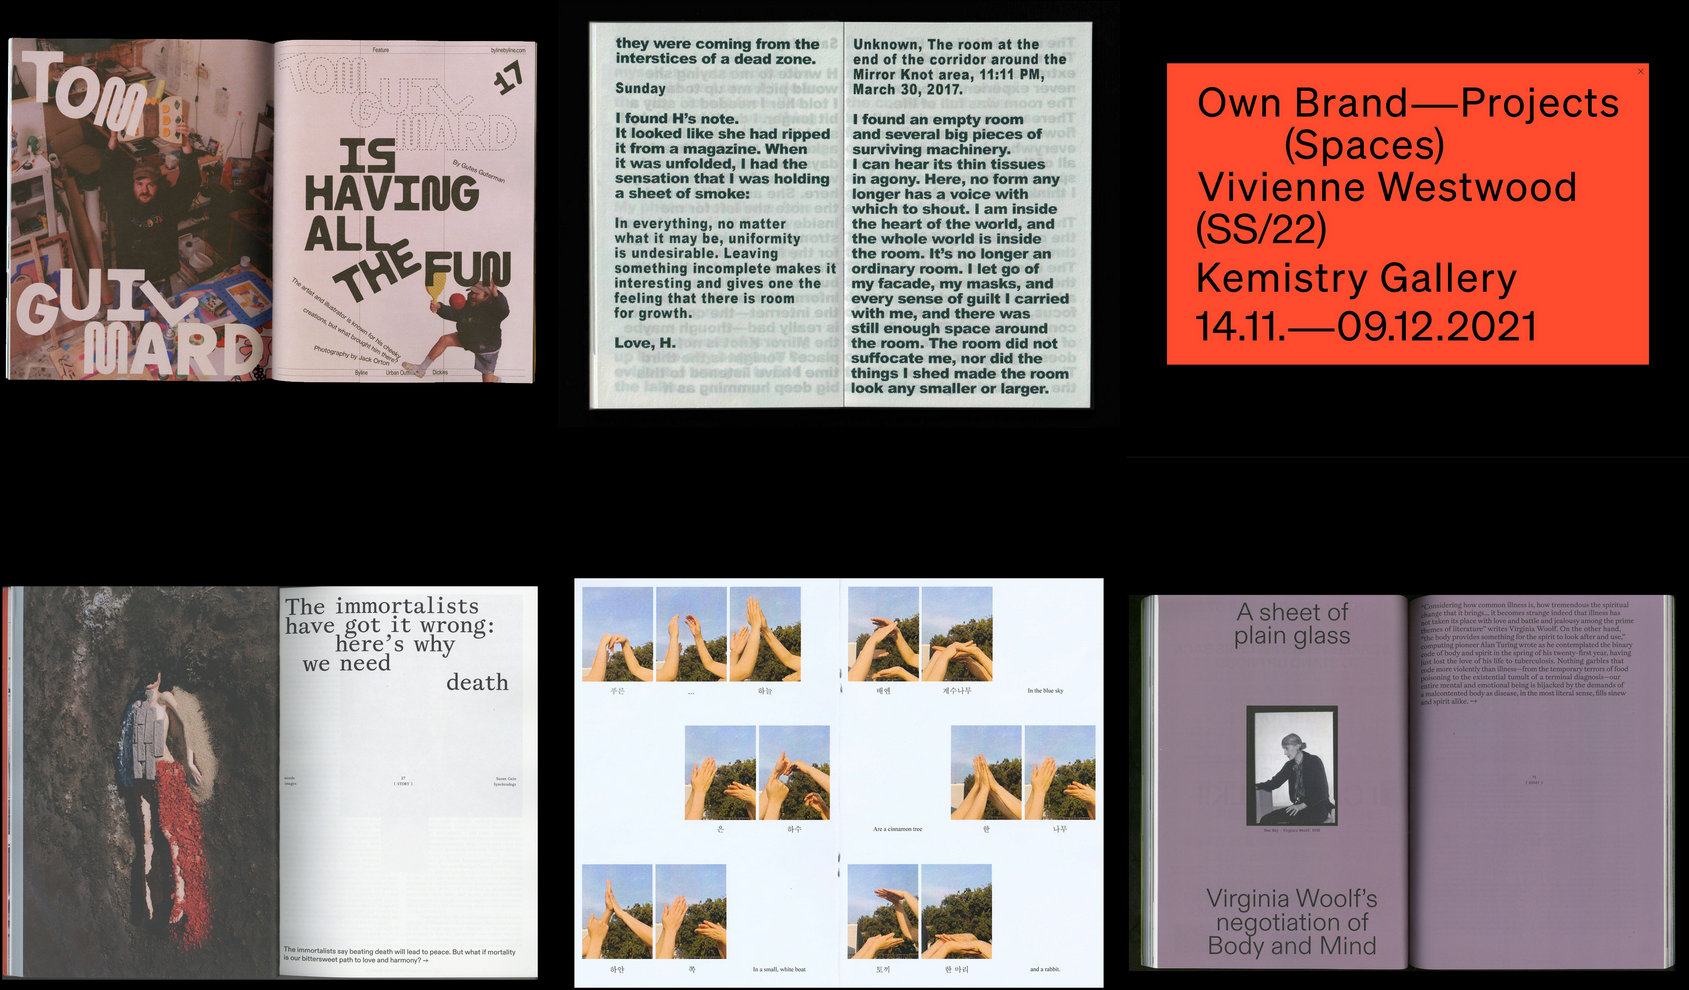 TOM
GUIL
MARD
Feature
bylinebyline.com
17
TOM
GUIL
MARD
By Gutes Guterman
IS
HAVING
ALL
THE FUN
The artist and illustrator is known for his cheeky
creations, but what brought him there?
Photography by Jack Orton
Byline
Dickies
they were coming from the
interstices of a dead zone.
Sunday
I found H’s note.
It looked like she had ripped
it from a magazine. When
it was unfolded, I had the
sensation that I was holding
a sheet of smoke:
In everything, no matter
what it may be, uniformity
is undesirable. Leaving
something incomplete makes it
interesting and gives one the
feeling that there is room
for growth.
Love, H.
Unknown, The room at the
end of the corridor around the
Mirror Knot area, 11:11 PM,
March 30, 2017.
I found an empty room
and several big pieces of
surviving machinery.
I can hear its thin tissues
in agony. Here, no form any
longer has a voice with
which to shout. I am inside
the heart of the world, and
the whole world is inside
the room. It’s no longer an
ordinary room. I let go of
my facade, my masks, and
every sense of guilt I carried
with me, and there was
still enough space around
the room. The room did not
suffocate me, nor did the
things I shed made the room
look any smaller or larger.
Own Brand—Projects
(Spaces)
Vivienne Westwood
(SS/22)
Kemistry Gallery
14.11.—09.12.2021
The immortalists
have got it wrong:
here’s why
we need
death
words
images
27
( STORY )
The immortalists say beating death will lead to peace. But what if mortality
is our bittersweet path to love and harmony? →
푸른
...
하늘
은
하수
하얀
쪽
In a small, white boat
배엔
계수나무
In the blue sky
Are a cinnamon tree
한
나무
토끼
한 마리
and a rabbit.
A sheet of
plain glass
Man Ray – Virginia Woolf, 1935
Virginia Woolf’s
negotiation of
Body and Mind
“Considering how common illness is, how tremendous the spiritual
change that it brings... it becomes strange indeed that illness has
not taken its place with love and battle and jealousy among the prime
themes of literature” writes Virginia Woolf. On the other hand,
“the body provides something for the spirit to look after and use,”
computing pioneer Alan Turing wrote as he contemplated the binary
code of body and spirit in the spring of his twenty-first year, having
just lost the love of his life to tuberculosis. Nothing garbles that
code more violently than illness—from the temporary terrors of food
poisoning to the existential tumult of a terminal diagnosis—our
entire mental and emotional being is hijacked by the demands of
a malcontented body as disease, in the most literal sense, fills sinew
and spirit alike. →